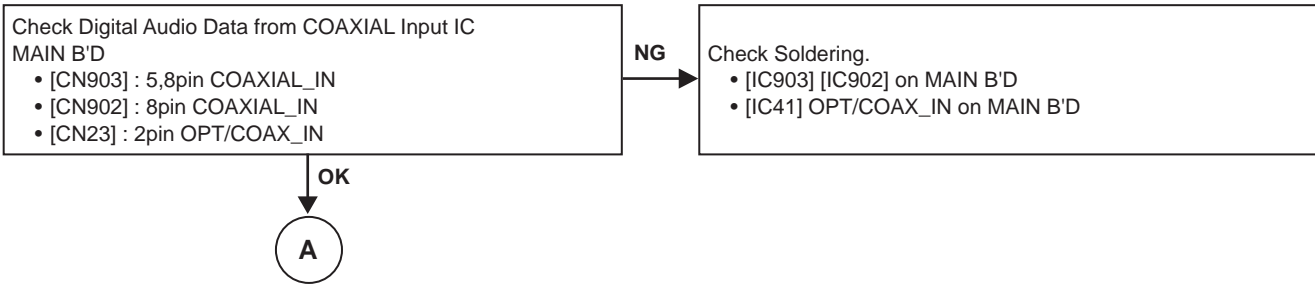 Check Digital Audio Data from COAXIAL Input IC
MAIN B'D
• [CN903] : 5,8pin COAXIAL_IN
• [CN902] : 8pin COAXIAL_IN
• [CN23] : 2pin OPT/COAX_IN
NG
Check Soldering.
• [IC903] [IC902] on MAIN B'D
• [IC41] OPT/COAX_IN on MAIN B'D
OK
A